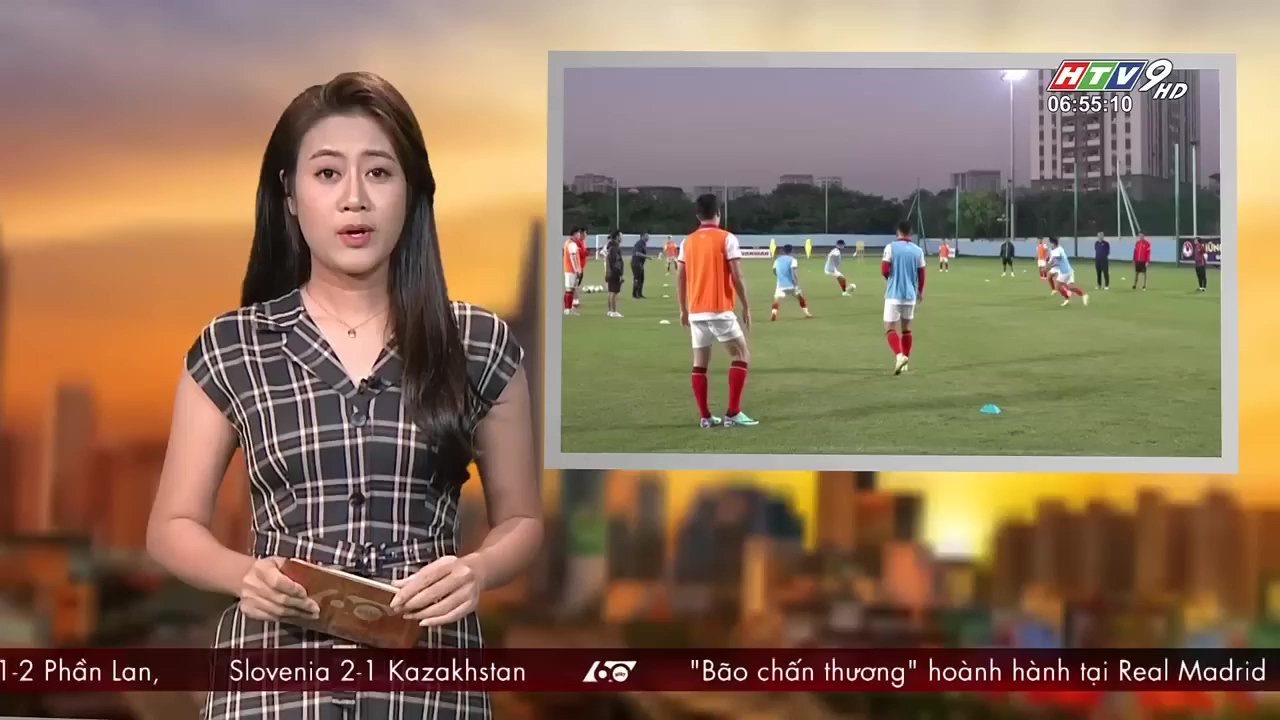 HTV9 HD
06:55:10
1-2 Phần Lan, Slovenia 2-1 Kazakhstan 60 "Bão chấn thương" hoành hành tại Real Madrid